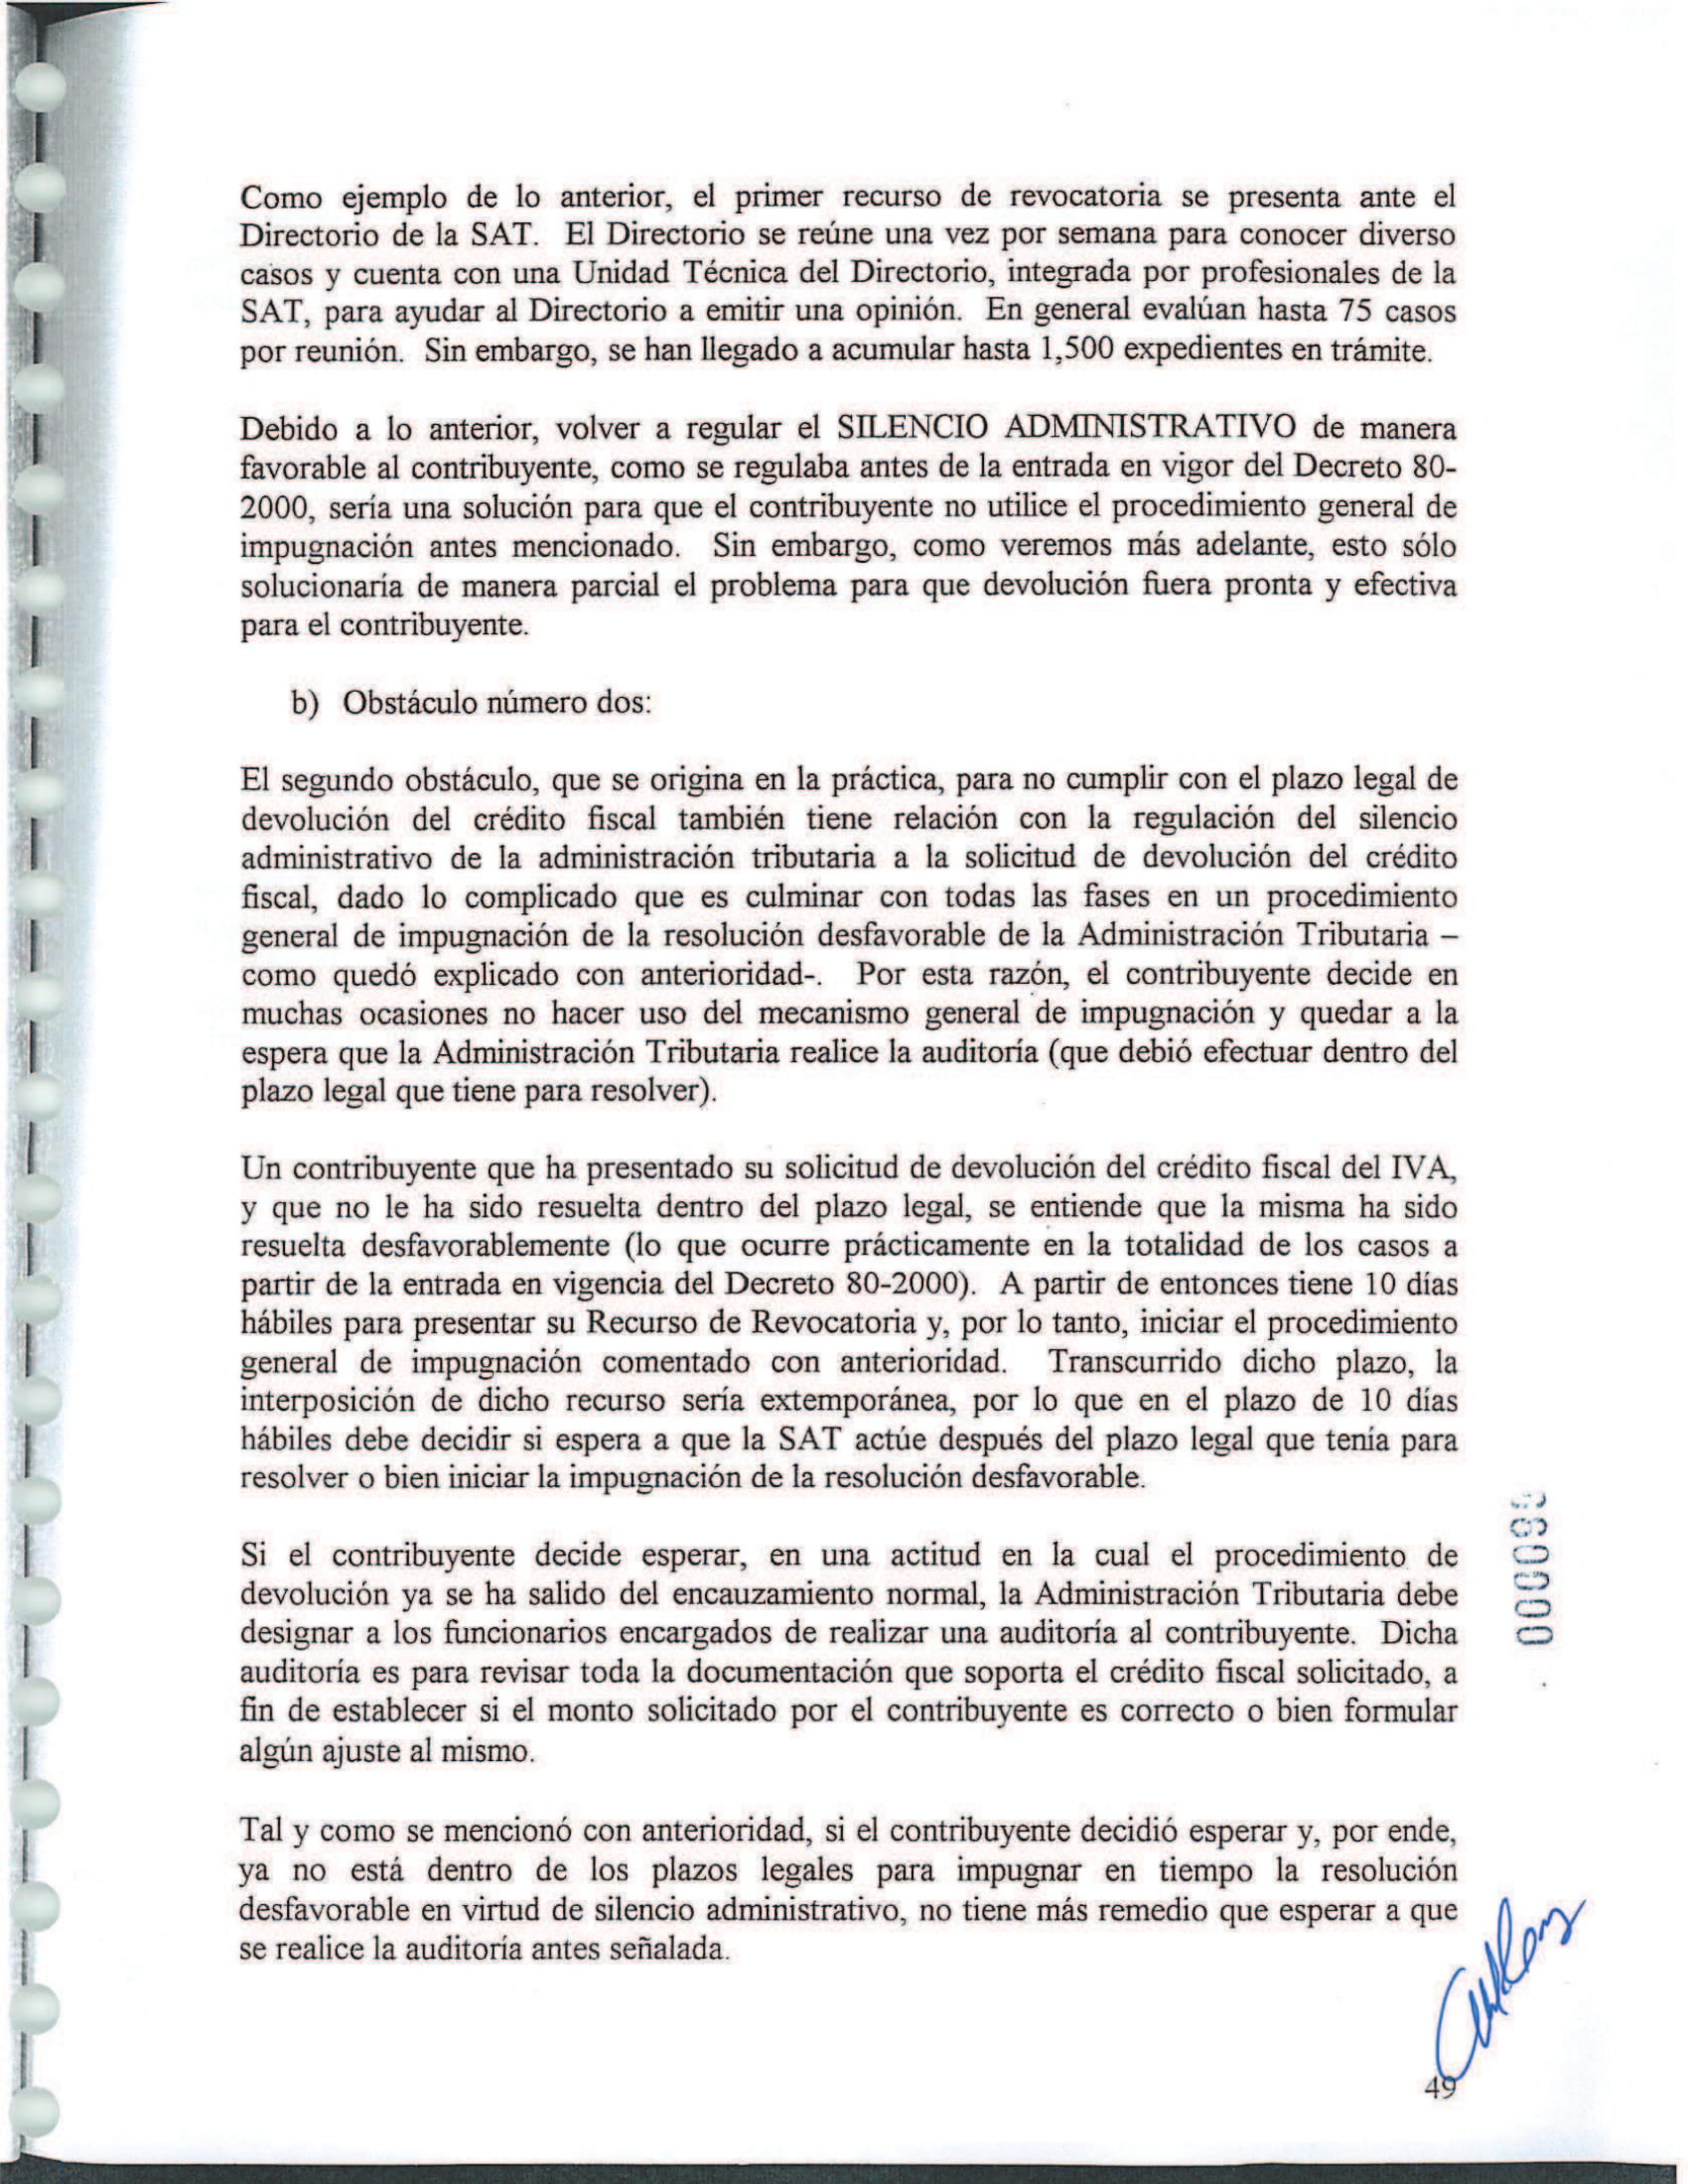 Como ejemplo de lo anterior, el primer recurso de revocatoria se presenta ante el
Directorio de la SAT. El Directorio se reúne una vez por semana para conocer diverso
casos y cuenta con una Unidad Técnica del Directorio, integrada por profesionales de la
SAT, para ayudar al Directorio a emitir una opinión. En general evalúan hasta 75 casos
por reunión. Sin embargo, se han llegado a acumular hasta 1,500 expedientes en trámite.
Debido a lo anterior, volver a regular el SILENCIO ADMINISTRATIVO de manera
favorable al contribuyente, como se regulaba antes de la entrada en vigor del Decreto 80-
2000, sería una solución para que el contribuyente no utilice el procedimiento general de
impugnación antes mencionado. Sin embargo, como veremos más adelante, esto sólo
solucionaría de manera parcial el problema para que devolución fuera pronta y efectiva
para el contribuyente.
b) Obstáculo número dos:
El segundo obstáculo, que se origina en la práctica, para no cumplir con el plazo legal de
devolución del crédito fiscal también tiene relación con la regulación del silencio
administrativo de la administración tributaria a la solicitud de devolución del crédito
fiscal, dado lo complicado que es culminar con todas las fases en un procedimiento
general de impugnación de la resolución desfavorable de la Administración Tributaria –
como quedó explicado con anterioridad-. Por esta razón, el contribuyente decide en
muchas ocasiones no hacer uso del mecanismo general de impugnación y quedar a la
espera que la Administración Tributaria realice la auditoría (que debió efectuar dentro del
plazo legal que tiene para resolver).
Un contribuyente que ha presentado su solicitud de devolución del crédito fiscal del IVA,
y que no le ha sido resuelta dentro del plazo legal, se entiende que la misma ha sido
resuelta desfavorablemente (lo que ocurre prácticamente en la totalidad de los casos a
partir de la entrada en vigencia del Decreto 80-2000). A partir de entonces tiene 10 días
hábiles para presentar su Recurso de Revocatoria y, por lo tanto, iniciar el procedimiento
general de impugnación comentado con anterioridad. Transcurrido dicho plazo, la
interposición de dicho recurso sería extemporánea, por lo que en el plazo de 10 días
hábiles debe decidir si espera a que la SAT actúe después del plazo legal que tenía para
resolver o bien iniciar la impugnación de la resolución desfavorable.
Si el contribuyente decide esperar, en una actitud en la cual el procedimiento de
devolución ya se ha salido del encauzamiento normal, la Administración Tributaria debe
designar a los funcionarios encargados de realizar una auditoría al contribuyente. Dicha
auditoría es para revisar toda la documentación que soporta el crédito fiscal solicitado, a
fin de establecer si el monto solicitado por el contribuyente es correcto o bien formular
algún ajuste al mismo.
Tal y como se mencionó con anterioridad, si el contribuyente decidió esperar y, por ende,
ya no está dentro de los plazos legales para impugnar en tiempo la resolución
desfavorable en virtud de silencio administrativo, no tiene más remedio que esperar a que
se realice la auditoría antes señalada.
49